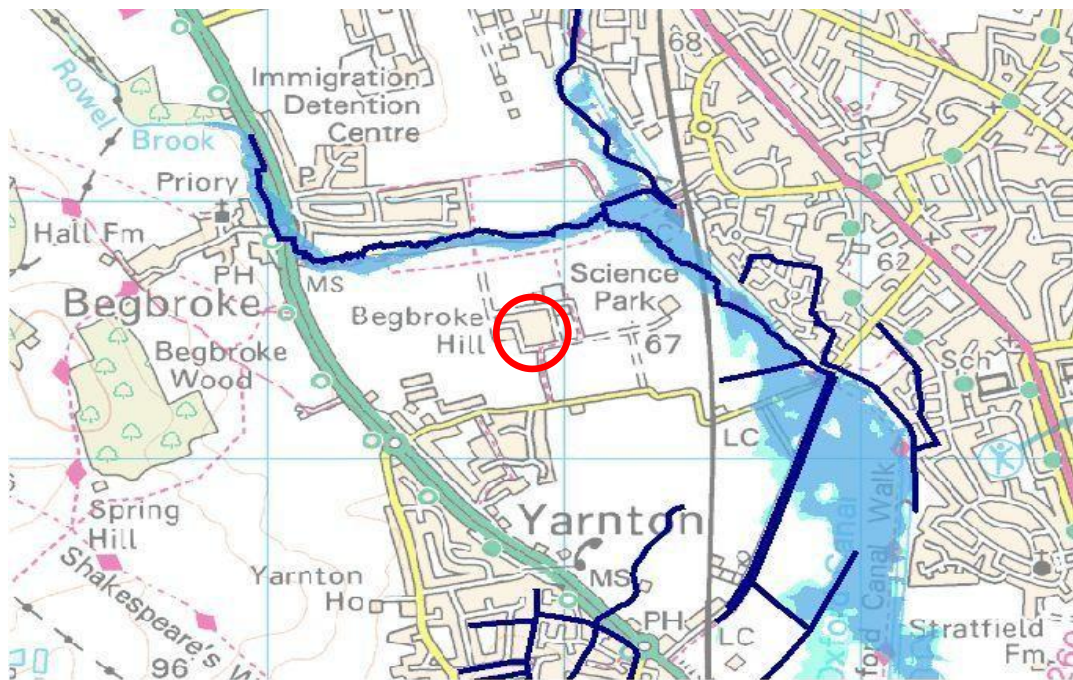 68
Immigration
Detention
Centre
Rowel
Brook
P
Priory
Hall Fm
PH
MS
62
Science
Park
Begbroke
Begbroke
Hill
67
Begbroke
Wood
Sch
LC
Spring
Hill
Yarnton
Canal Walk
Oxford Canal
Shakespeare's W
Yarnton
Ho
MS
PH
LC
Stratfield
Fm
96
260